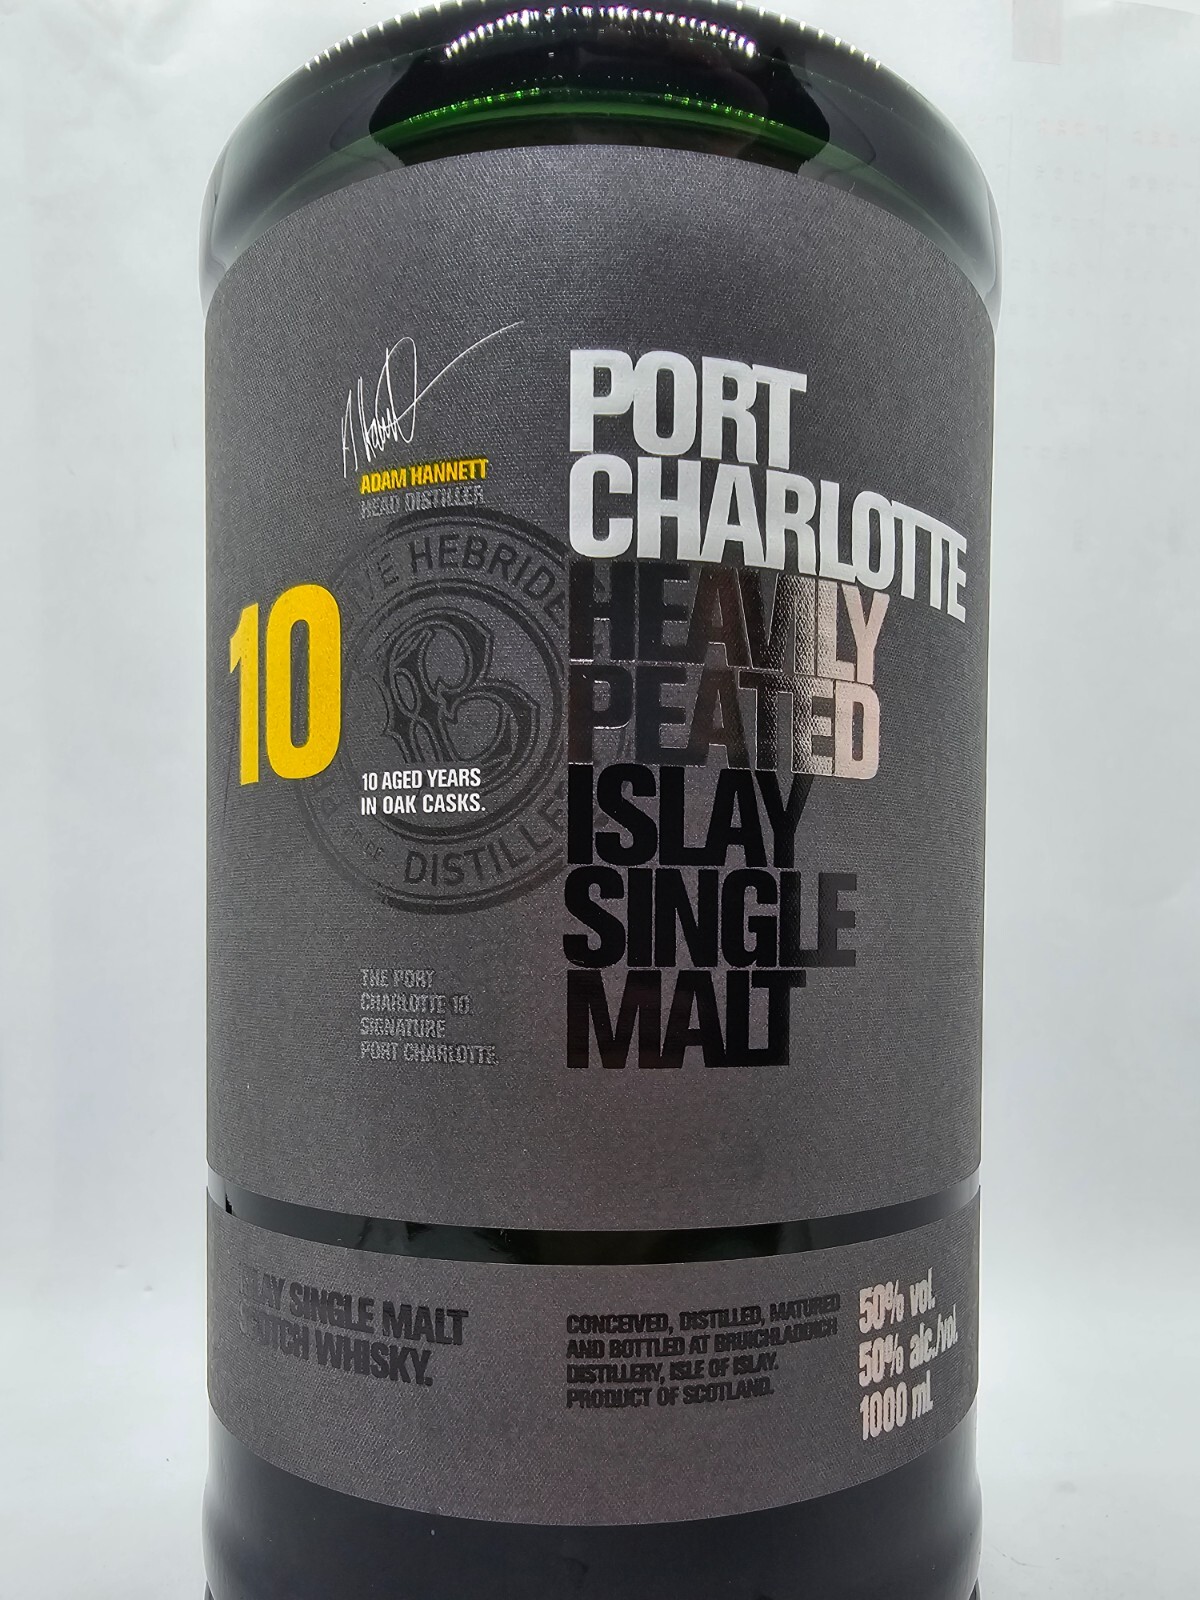 ADAM HANNETT
HEAD DISTILLER
PORT
CHARLOTTE
HEAVILY
PEATED
ISLAY
SINGLE
MALT
10
10 AGED YEARS
IN OAK CASKS.
HEBRIDE
DISTILLE
THE PORT
CHARLOTTE 10.
SIGNATURE
PORT CHARLOTTE.
ISLAY SINGLE MALT
SCOTCH WHISKY.
CONCEIVED, DISTILLED, MATURED
AND BOTTLED AT BRUICHLADDICH
DISTILLERY, ISLE OF ISLAY.
PRODUCT OF SCOTLAND.
50% vol.
50% alc./vol.
1000 mL